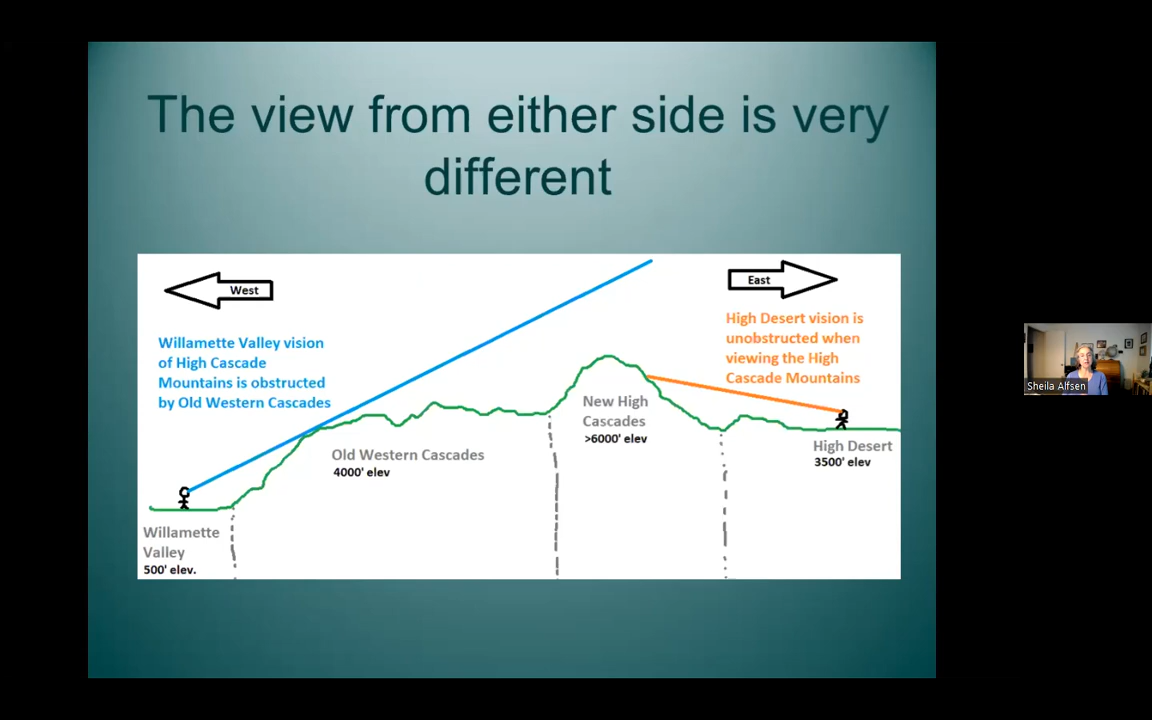 The view from either side is very
different
West
East
Willamette Valley vision
of High Cascade
Mountains is obstructed
by Old Western Cascades
High Desert vision is
unobstructed when
viewing the High
Cascade Mountains
New High
Cascades
>6000' elev
Old Western Cascades
4000' elev
High Desert
3500' elev
Willamette
Valley
500' elev.
Sheila Alfsen